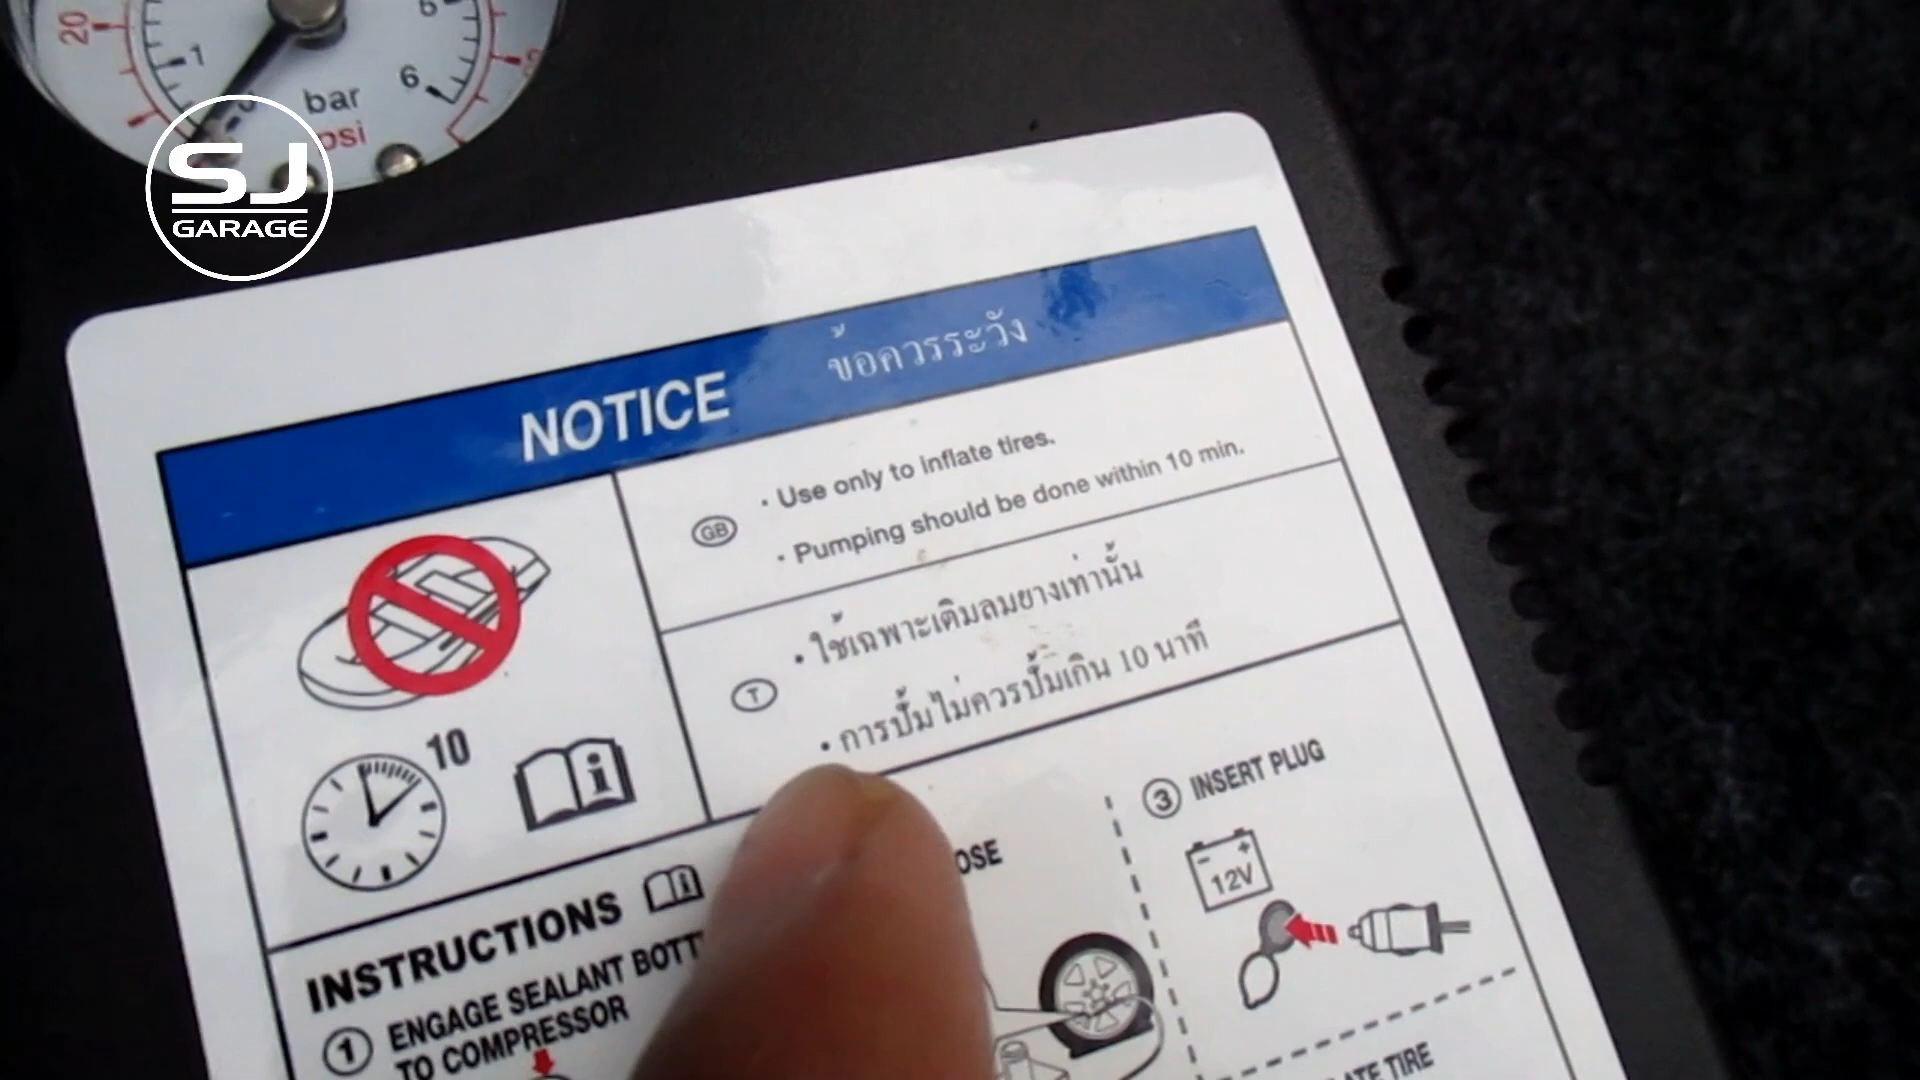 20
1
5
6
bar
psi
SJ
GARAGE
NOTICE ข้อควรระวัง
GB
· Use only to inflate tires.
· Pumping should be done within 10 min.
T
• ใช้เฉพาะเติมลมยางเท่านั้น
• การปั๊มไม่ควรปั๊มเกิน 10 นาที
10
i
INSTRUCTIONS
1 ENGAGE SEALANT
TO COMPRESSOR
3 INSERT PLUG
- +
12V
TIRE